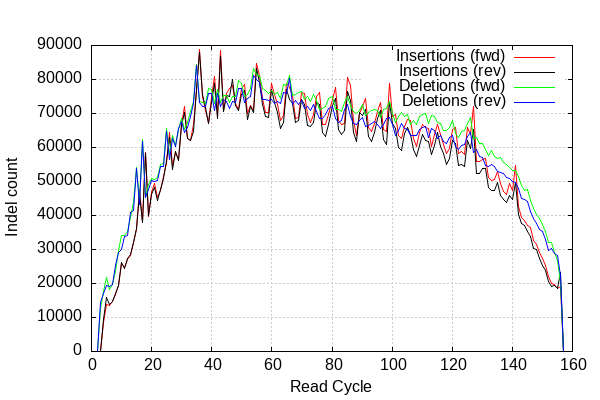 90000
80000
70000
60000
50000
40000
30000
20000
10000
0
Indel count
Insertions (fwd)
Insertions (rev)
Deletions (fwd)
Deletions (rev)
0 20 40 60 80 100 120 140 160
Read Cycle